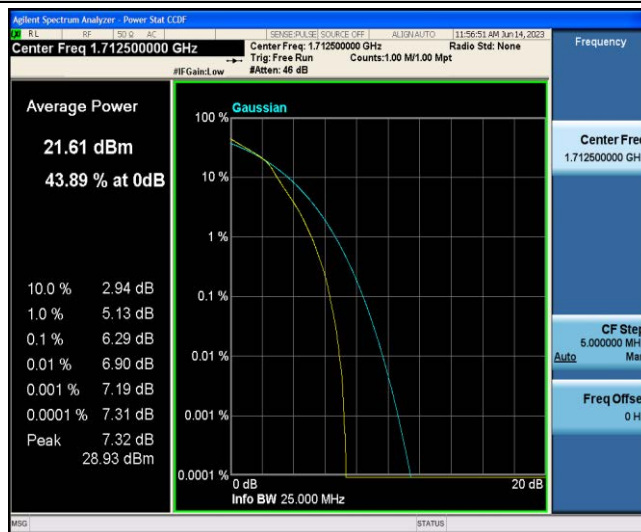 Agilent Spectrum Analyzer - Power Stat CCDF
RL RF 50 Ω AC SENSE:PULSE SOURCE OFF ALIGN AUTO 11:56:51 AM Jun 14, 2023
Center Freq 1.712500000 GHz
Center Freq: 1.712500000 GHz Radio Std: None
Trig: Free Run Counts:1.00 M/1.00 Mpt
#IFGain:Low #Atten: 46 dB
Frequency
Average Power
21.61 dBm
43.89 % at 0dB
10.0 % 2.94 dB
1.0 % 5.13 dB
0.1 % 6.29 dB
0.01 % 6.90 dB
0.001 % 7.19 dB
0.0001 % 7.31 dB
Peak 7.32 dB
28.93 dBm
Gaussian
100 %
10 %
1 %
0.1 %
0.01 %
0.001 %
0.0001 %
0 dB 20 dB
Info BW 25.000 MHz
Center Fre
1.712500000 GH
CF Step
5.000000 MH
Auto Ma
Freq Offse
0 H
MSG STATUS